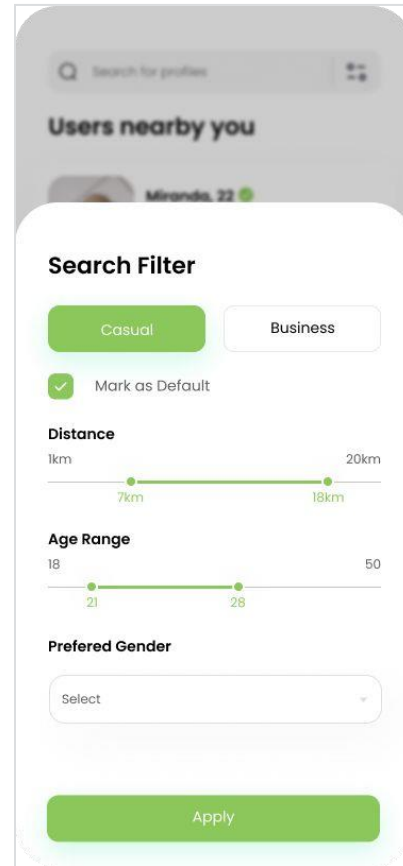 Search for profiles
Users nearby you
Miranda, 22
Search Filter
Casual Business
Mark as Default
Distance
1km 20km
7km 18km
Age Range
18 50
21 28
Prefered Gender
Select
Apply